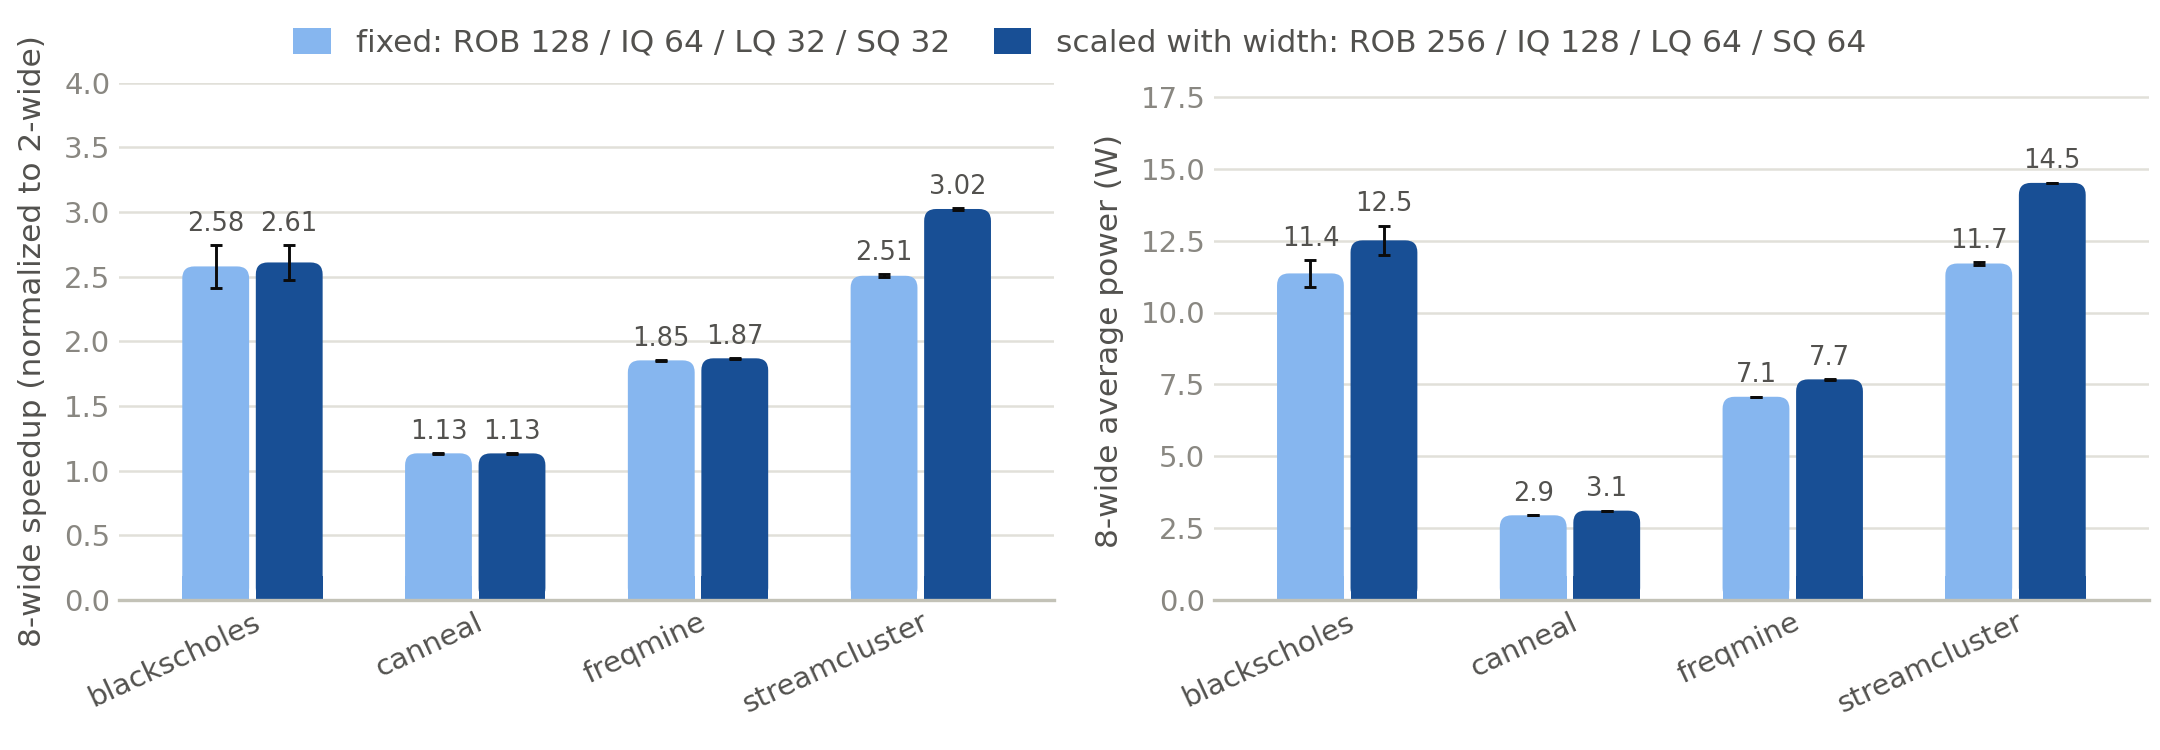 fixed: ROB 128 / IQ 64 / LQ 32 / SQ 32
scaled with width: ROB 256 / IQ 128 / LQ 64 / SQ 64
8-wide speedup (normalized to 2-wide)
4.0
3.5
3.0
2.5
2.0
1.5
1.0
0.5
0.0
2.58
2.61
1.13
1.13
1.85
1.87
2.51
3.02
blackscholes
canneal
freqmine
streamcluster
8-wide average power (W)
17.5
15.0
12.5
10.0
7.5
5.0
2.5
0.0
11.4
12.5
2.9
3.1
7.1
7.7
11.7
14.5
blackscholes
canneal
freqmine
streamcluster